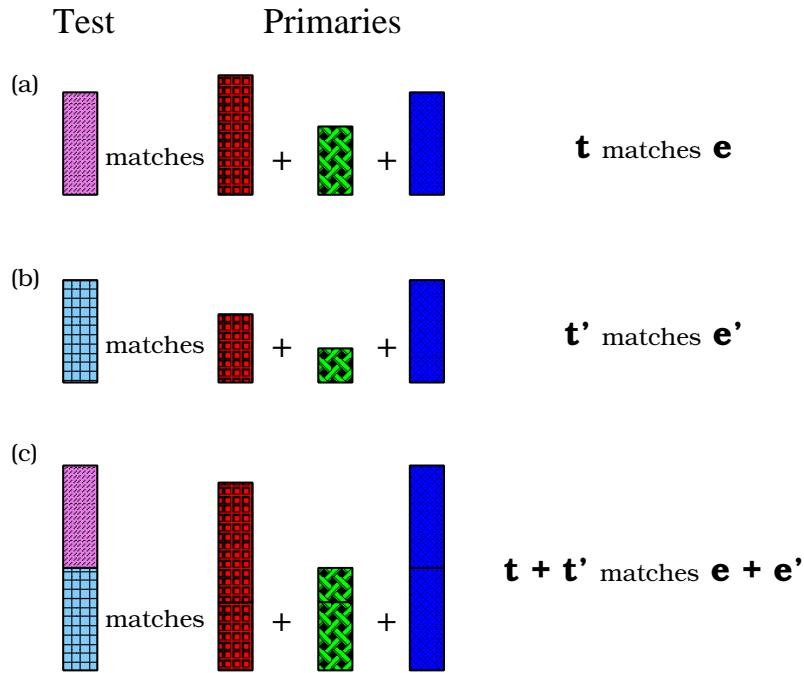 Test Primaries
(a)
matches + + t matches e
(b)
matches + + t’ matches e’
(c)
matches + + t + t’ matches e + e’